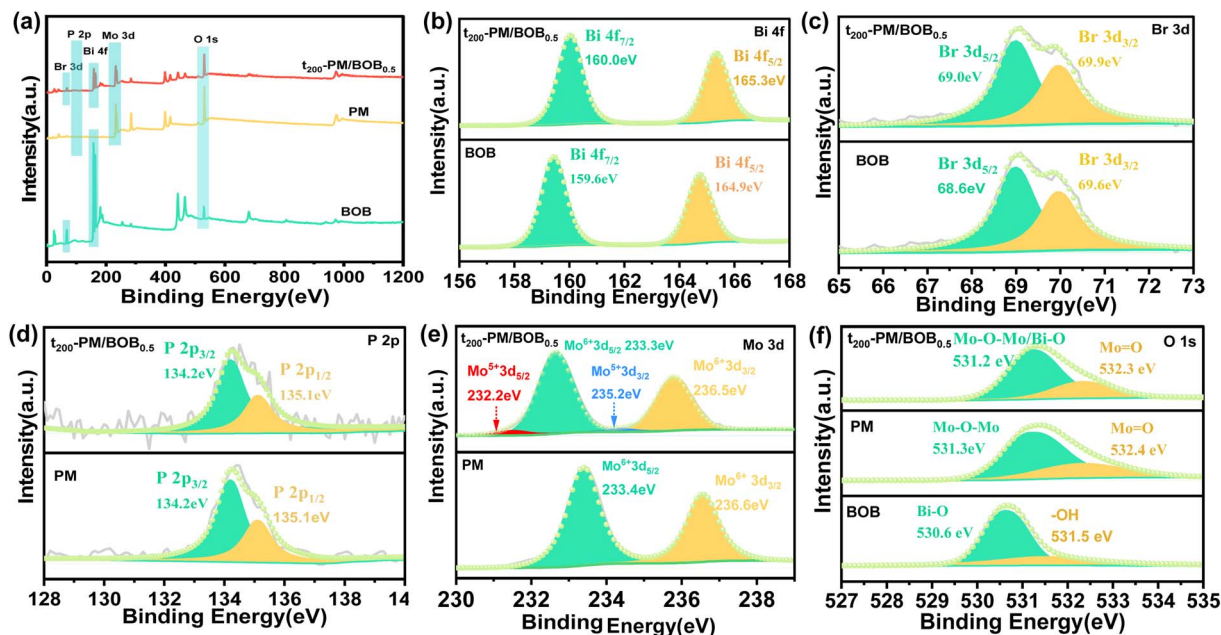 (a)
Intensity(a.u.)
P 2p
Mo 3d
Br 3d
Bi 4f
O 1s
t200-PM/BOB0.5
PM
BOB
0 200 400 600 800 1000 1200
Binding Energy(eV)
(b)
Intensity(a.u.)
t200-PM/BOB0.5
Bi 4f
Bi 4f7/2
160.0eV
Bi 4f5/2
165.3eV
BOB
Bi 4f7/2
159.6eV
Bi 4f5/2
164.9eV
156 158 160 162 164 166 168
Binding Energy(eV)
(c)
Intensity(a.u.)
t200-PM/BOB0.5
Br 3d
Br 3d5/2
69.0eV
Br 3d3/2
69.9eV
BOB
Br 3d5/2
68.6eV
Br 3d3/2
69.6eV
65 66 67 68 69 70 71 72 73
Binding Energy(eV)
(d)
Intensity(a.u.)
t200-PM/BOB0.5
P 2p
P 2p3/2
134.2eV
P 2p1/2
135.1eV
PM
P 2p3/2
134.2eV
P 2p1/2
135.1eV
128 130 132 134 136 138 14
Binding Energy(eV)
(e)
Intensity(a.u.)
t200-PM/BOB0.5
Mo 3d
Mo6+3d5/2 233.3eV
Mo5+3d5/2
232.2eV
Mo5+3d3/2
235.2eV
Mo6+3d3/2
236.5eV
PM
Mo6+3d5/2
233.4eV
Mo6+ 3d3/2
236.6eV
230 232 234 236 238
Binding Energy(eV)
(f)
Intensity(a.u.)
t200-PM/BOB0.5
O 1s
Mo-O-Mo/Bi-O
531.2 eV
Mo=O
532.3 eV
PM
Mo-O-Mo
531.3eV
Mo=O
532.4 eV
BOB
Bi-O
530.6 eV
-OH
531.5 eV
527 528 529 530 531 532 533 534 535
Binding Energy(eV)